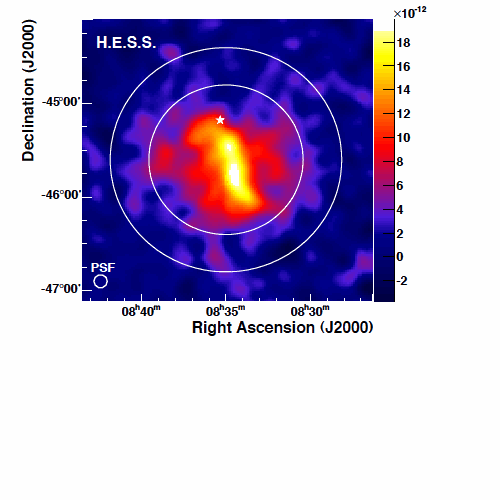 ×10⁻¹²
H.E.S.S.
Declination (J2000)
-45°00'
-46°00'
-47°00'
PSF
08ʰ40ᵐ
08ʰ35ᵐ
08ʰ30ᵐ
Right Ascension (J2000)
18
16
14
12
10
8
6
4
2
0
-2